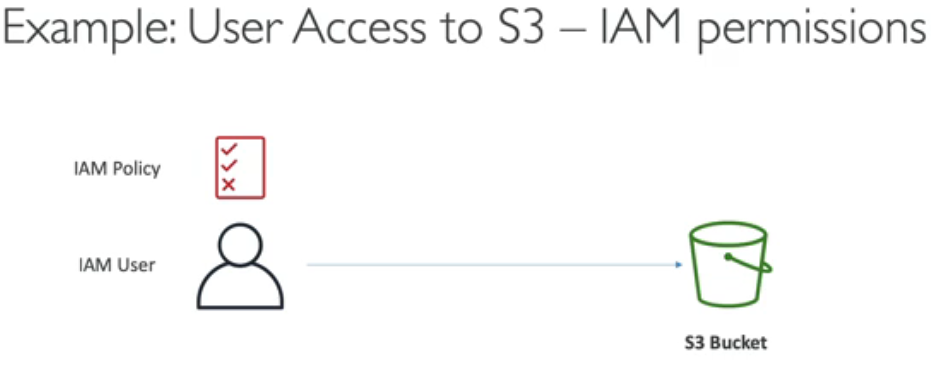 Example: User Access to S3 – IAM permissions
IAM Policy
IAM User
S3 Bucket